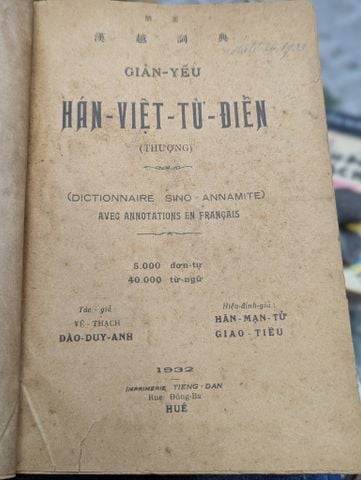 簡要
漢越詞典
GIẢN-YẾU
HÁN-VIỆT-TỪ-ĐIỂN
(THƯỢNG)
(DICTIONNAIRE SINO-ANNAMITE)
AVEC ANNOTATIONS EN FRANÇAIS
5.000 đơn-tự
40.000 từ-ngữ
Tác-giả
VỆ-THẠCH
ĐÀO-DUY-ANH
Hiệu-đính-giả :
HÃN-MẠN-TỬ
GIAO-TIỀU
1932
IMPRIMERIE TIENG-DAN
Rue Đông-Ba
HUẾ